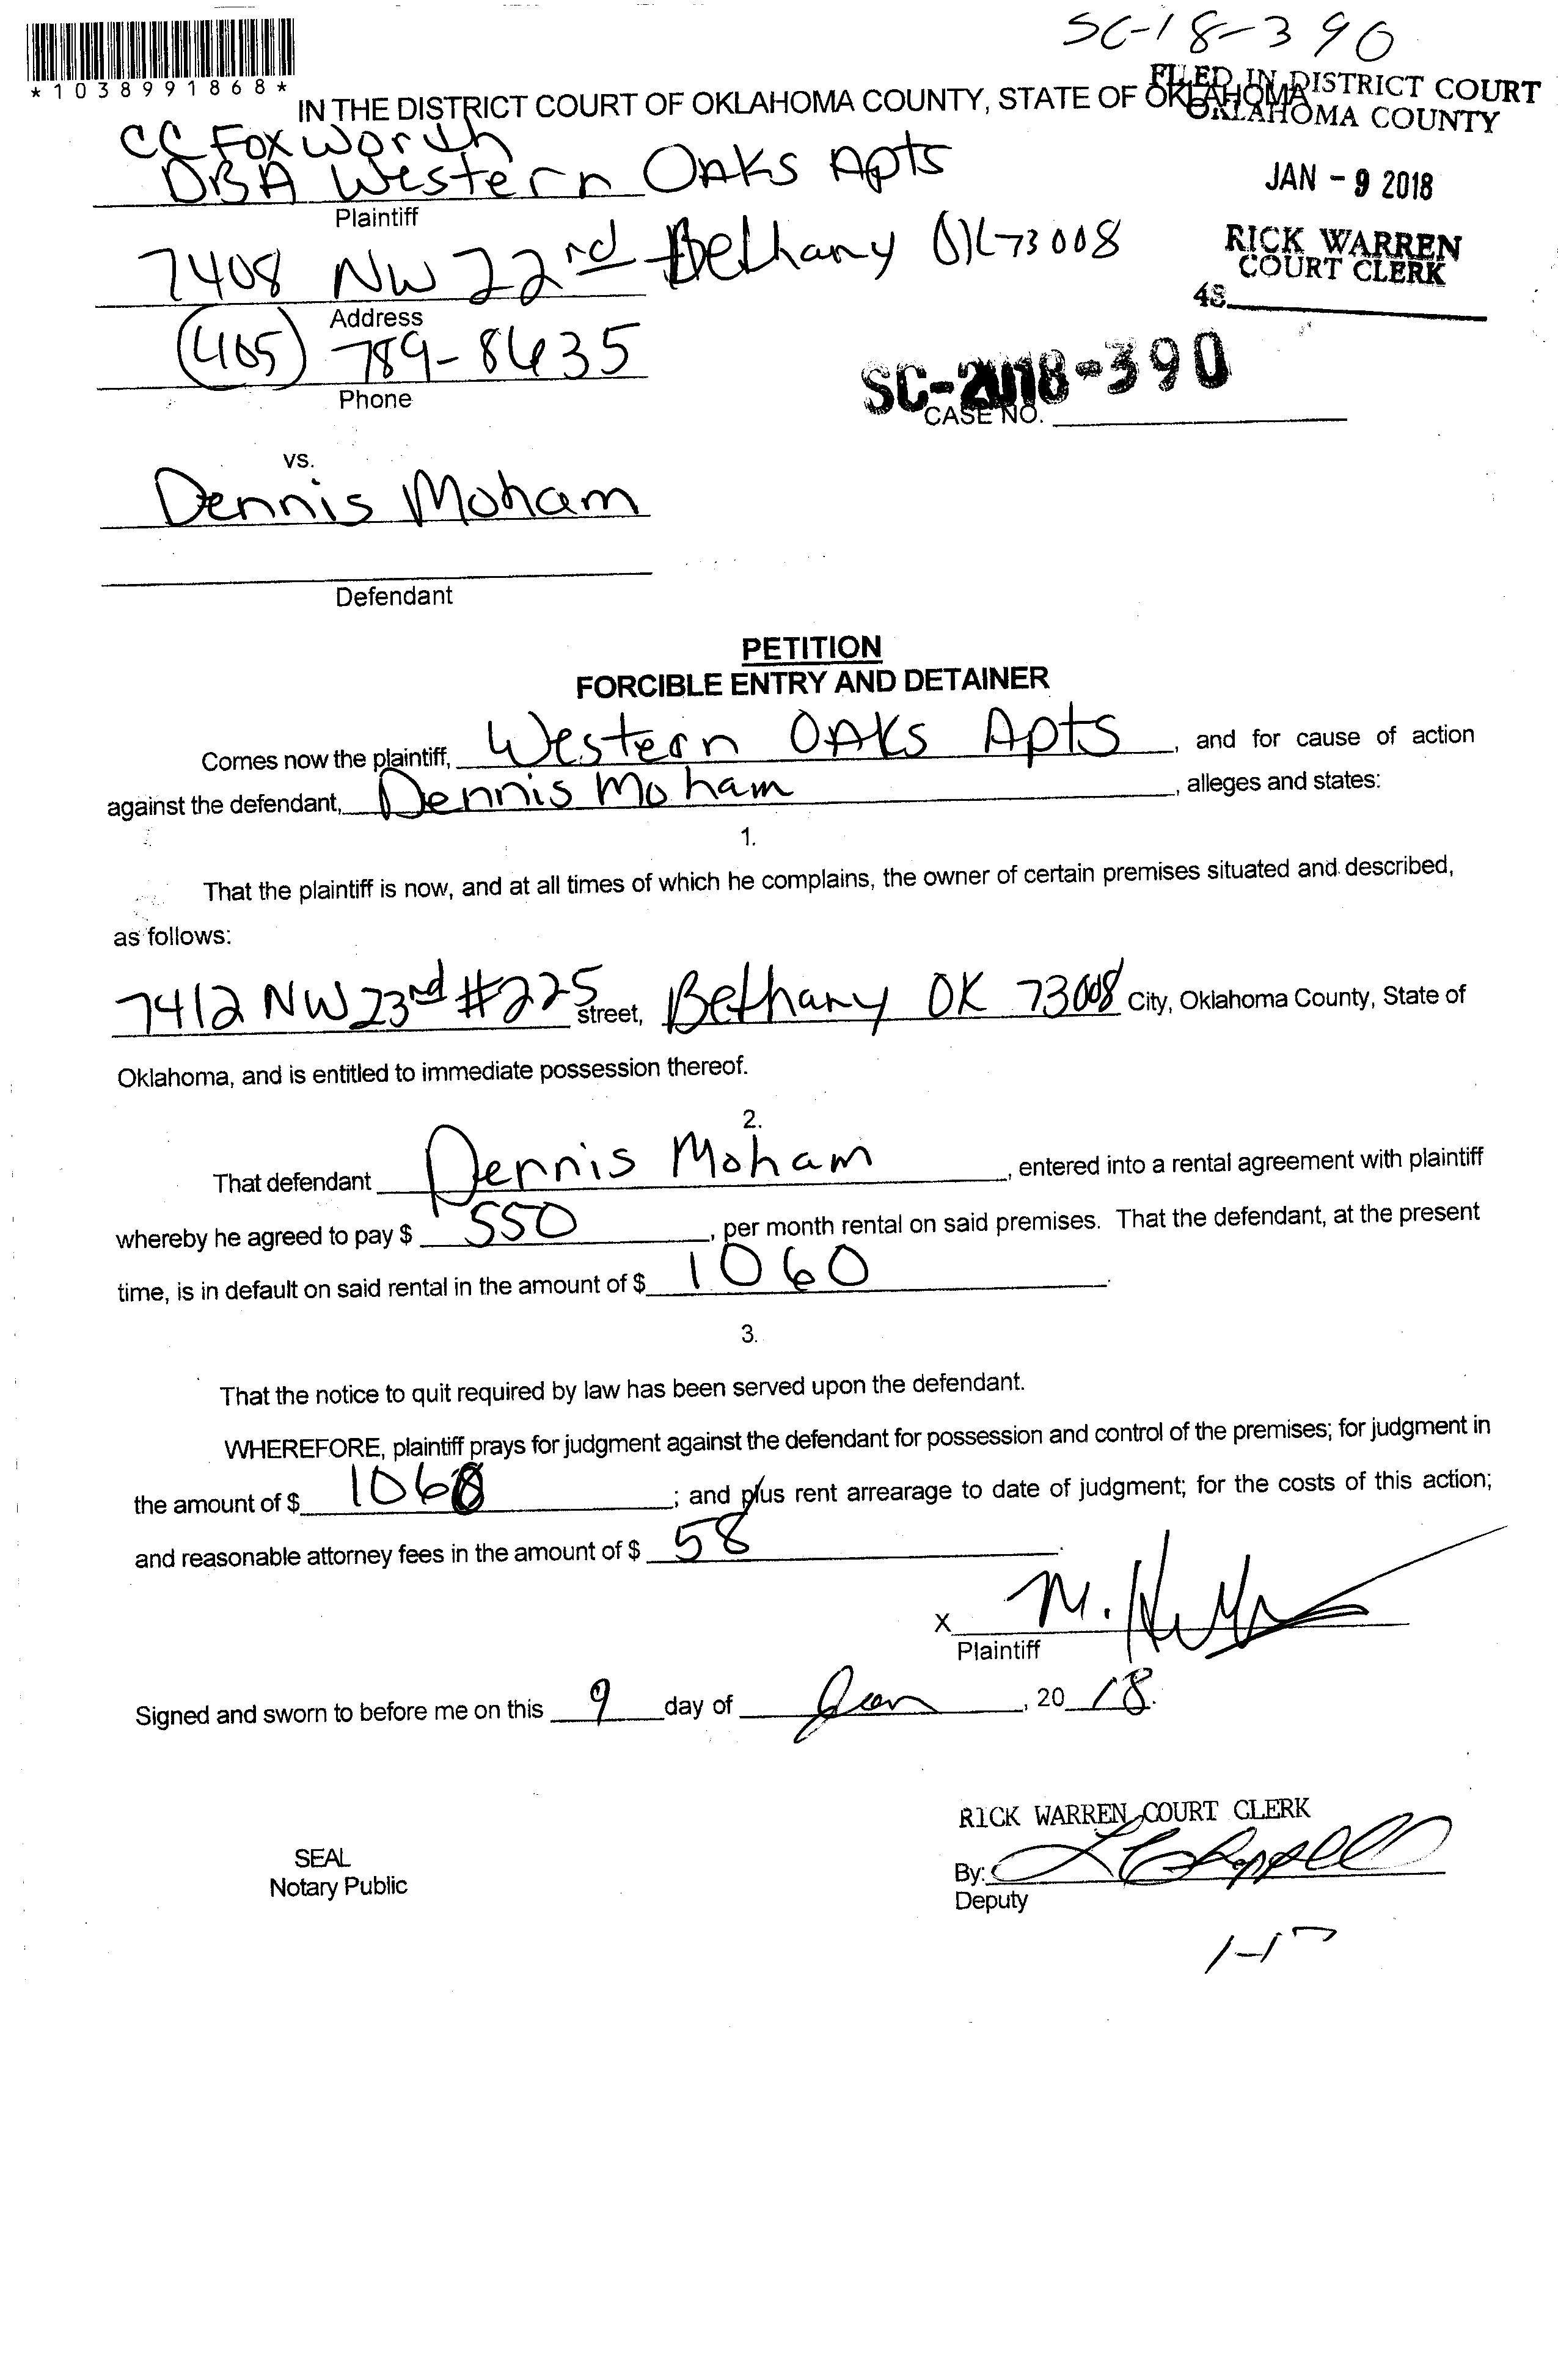 SC-18-390
*1038991868*
FILED IN DISTRICT COURT
OKLAHOMA COUNTY
IN THE DISTRICT COURT OF OKLAHOMA COUNTY, STATE OF OKLAHOMA
JAN - 9 2018
RICK WARREN
COURT CLERK
48
CC Foxworth
DBA Western OAks Apts
Plaintiff
7408 NW 22nd Bethany OK 73008
Address
(405) 789-8635
Phone
SC-2018-390
CASE NO.
vs.
Dennis Moham
Defendant
PETITION
FORCIBLE ENTRY AND DETAINER
Comes now the plaintiff, Western OAks Apts, and for cause of action
against the defendant, Dennis Moham, alleges and states:
1.
That the plaintiff is now, and at all times of which he complains, the owner of certain premises situated and described,
as follows:
7412 NW 23rd #225 street, Bethany OK 73008 City, Oklahoma County, State of
Oklahoma, and is entitled to immediate possession thereof.
2.
That defendant Dennis Moham, entered into a rental agreement with plaintiff
whereby he agreed to pay $ 550, per month rental on said premises. That the defendant, at the present
time, is in default on said rental in the amount of $ 1060.
3.
That the notice to quit required by law has been served upon the defendant.
WHEREFORE, plaintiff prays for judgment against the defendant for possession and control of the premises; for judgment in
the amount of $ 1060; and plus rent arrearage to date of judgment; for the costs of this action;
and reasonable attorney fees in the amount of $ 58.
X M.
Plaintiff
Signed and sworn to before me on this 9 day of Jan, 20 18.
RICK WARREN COURT CLERK
SEAL
Notary Public
By:
Deputy
1-17